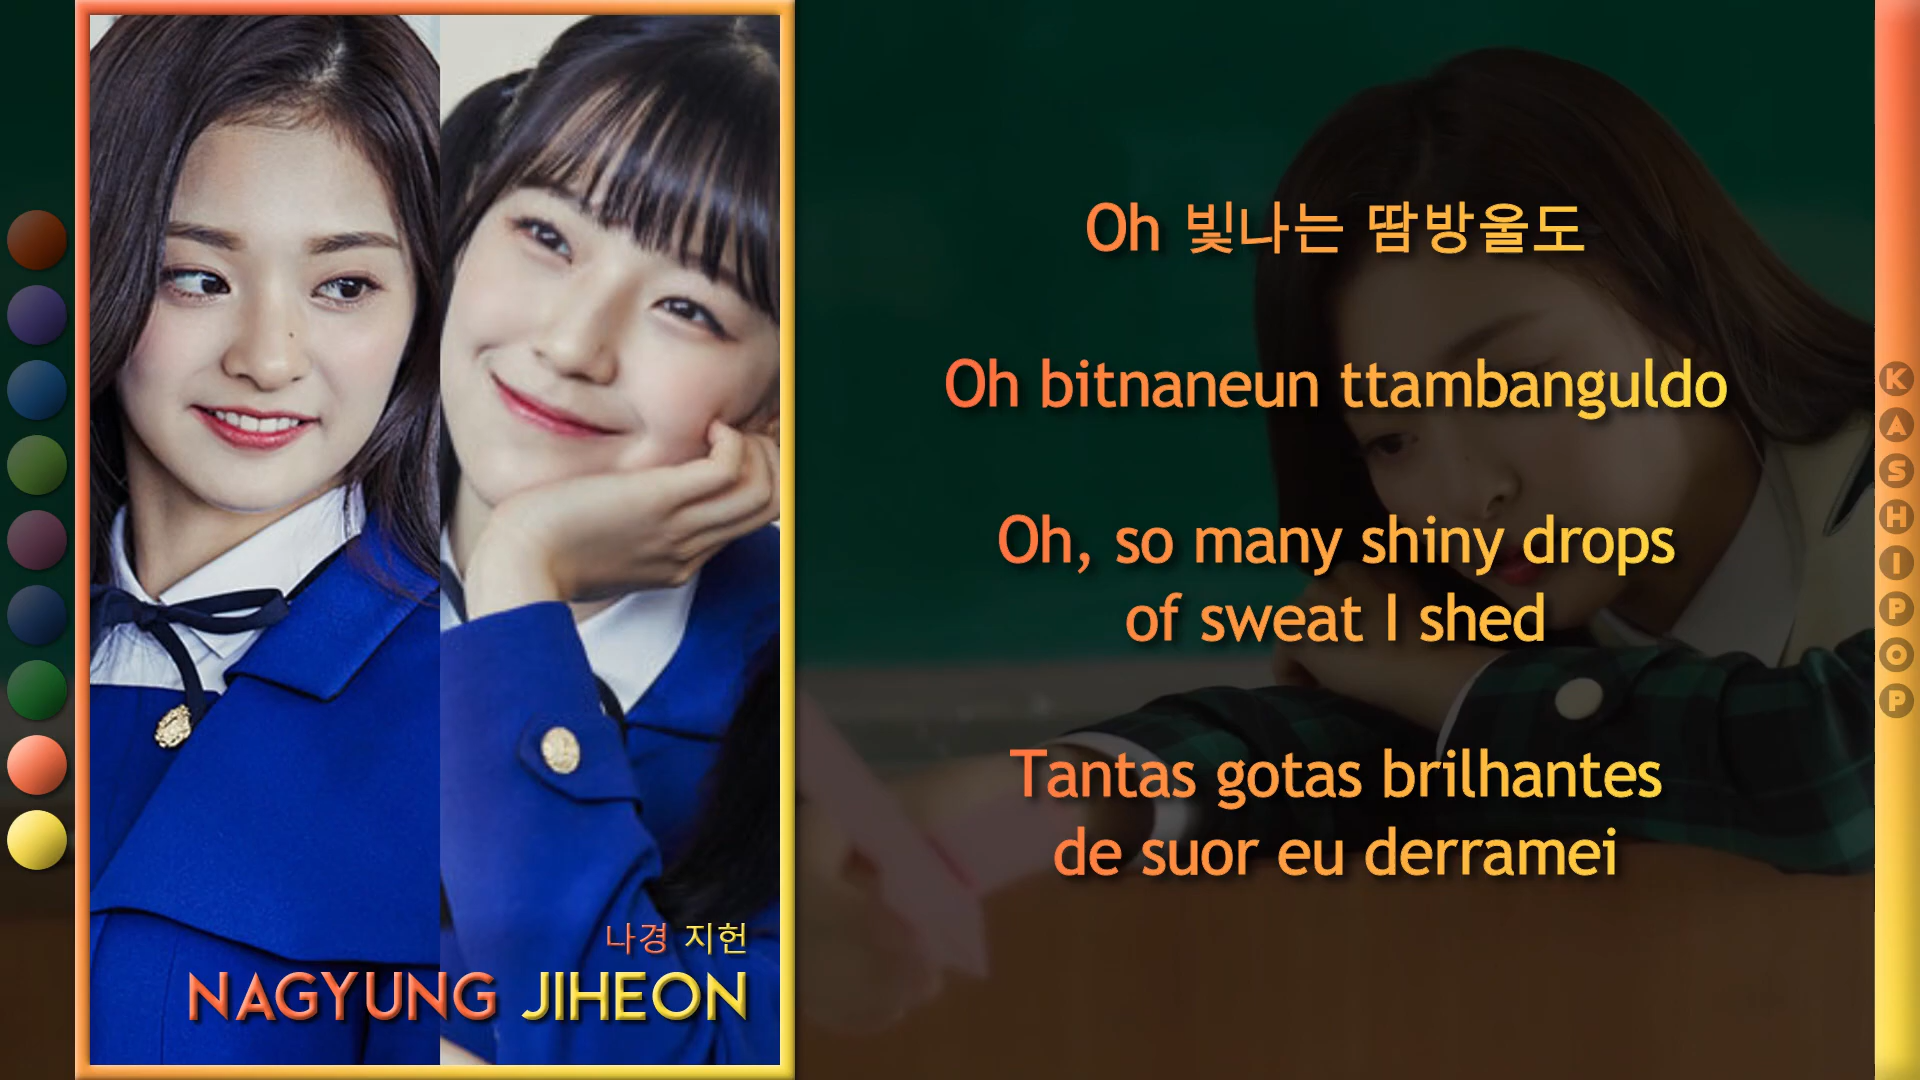 나경 지헌
NAGYUNG JIHEON
Oh 빛나는 땀방울도
Oh bitnaneun ttambanguldo
Oh, so many shiny drops
of sweat I shed
Tantas gotas brilhantes
de suor eu derramei
KASHIPOP